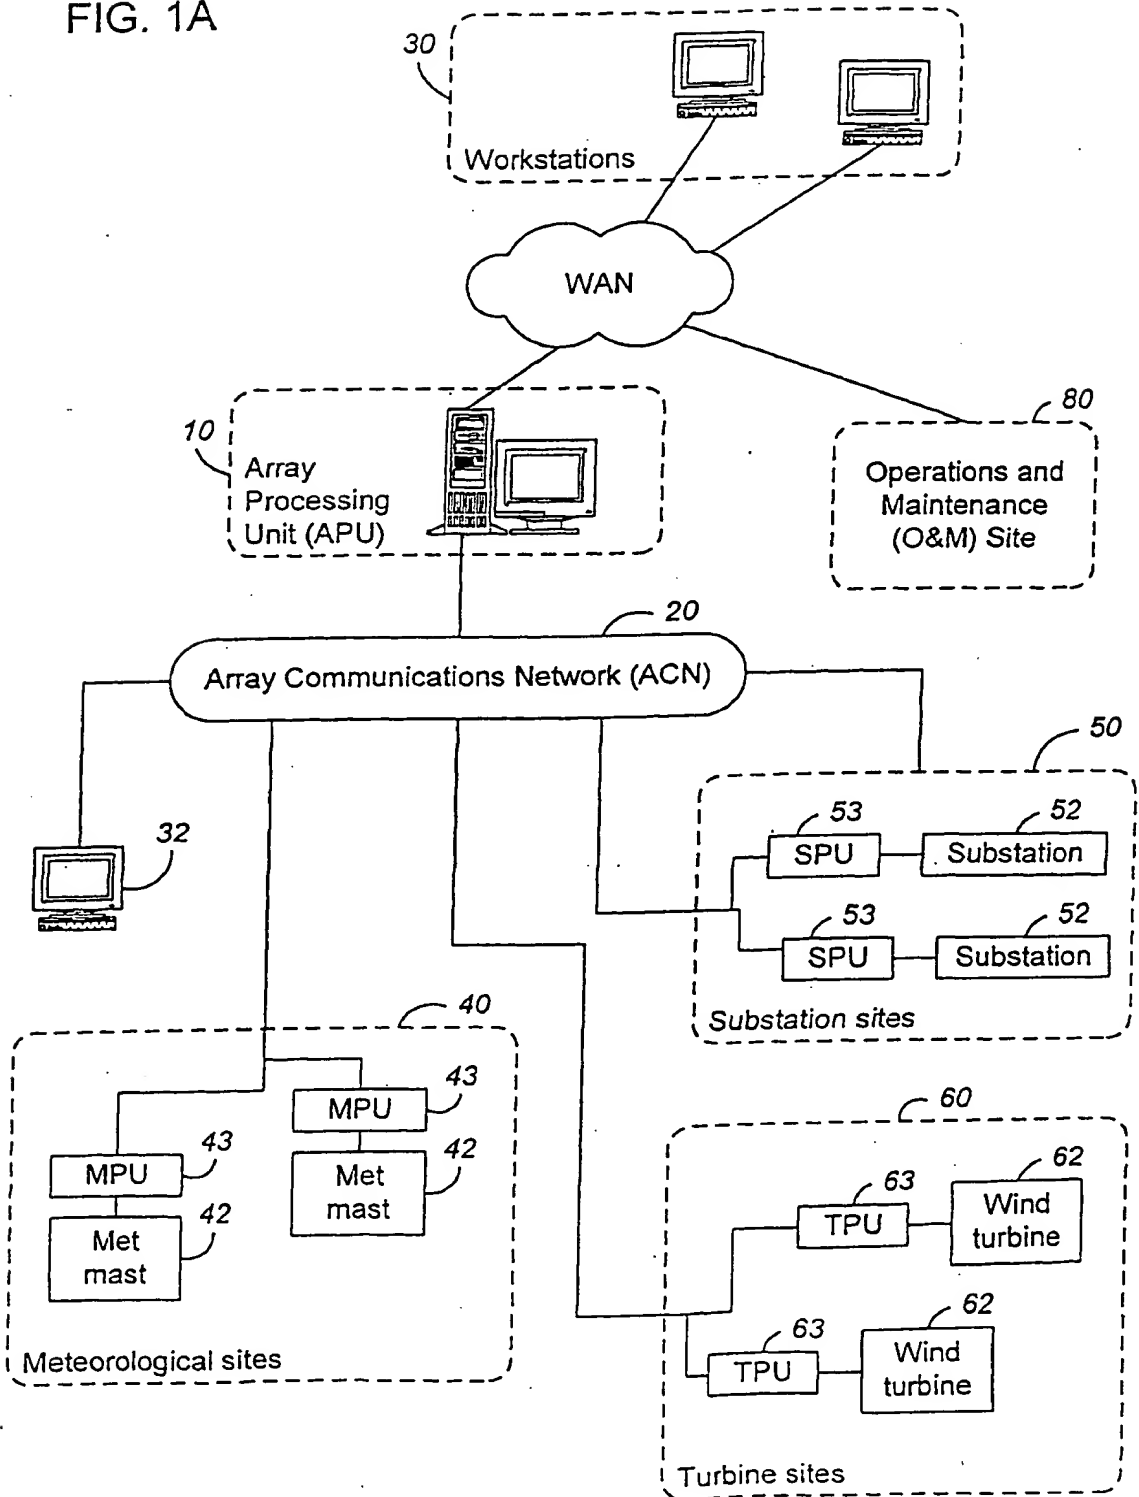 FIG. 1A
30
Workstations
WAN
10
Array
Processing
Unit (APU)
80
Operations and
Maintenance
(O&M) Site
20
Array Communications Network (ACN)
50
53
52
SPU
Substation
53
52
SPU
Substation
Substation sites
32
40
43
MPU
42
Met
mast
43
MPU
42
Met
mast
Meteorological sites
60
62
63
TPU
Wind
turbine
62
63
TPU
Wind
turbine
Turbine sites